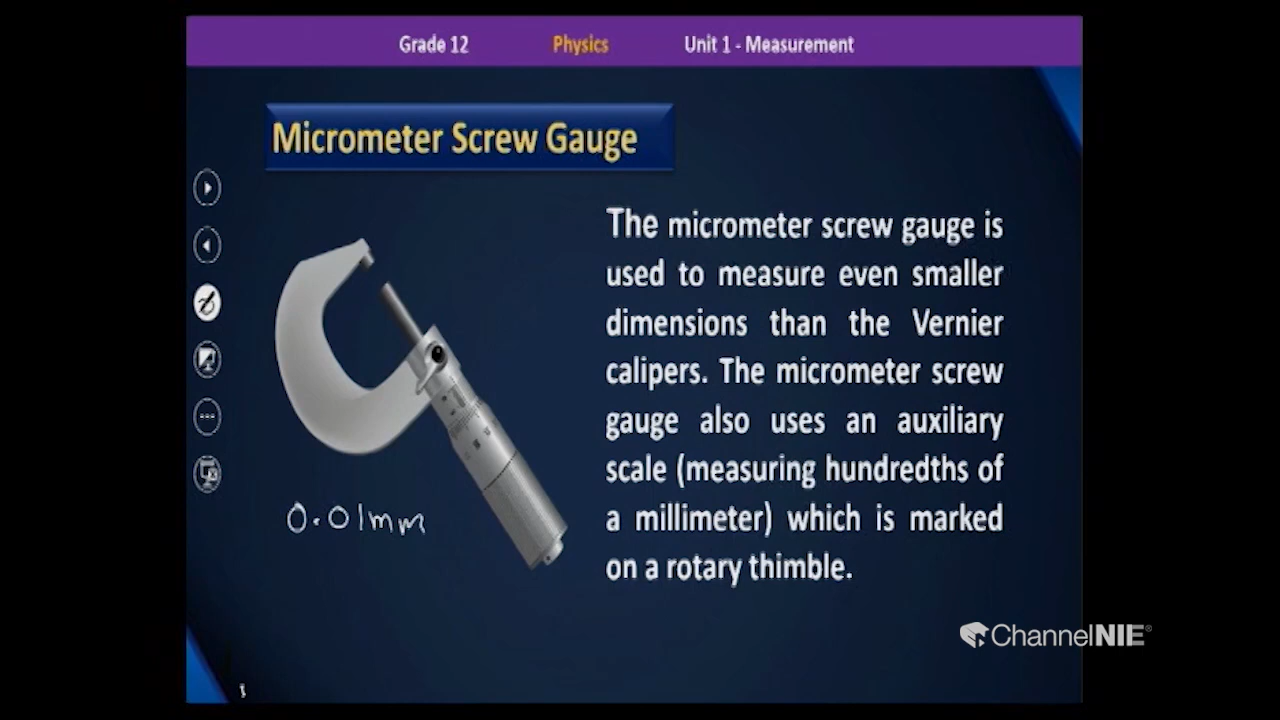 Grade 12 Physics Unit 1 - Measurement
Micrometer Screw Gauge
The micrometer screw gauge is
used to measure even smaller
dimensions than the Vernier
calipers. The micrometer screw
gauge also uses an auxiliary
scale (measuring hundredths of
a millimeter) which is marked
on a rotary thimble.
0.01mm
ChannelNIE®